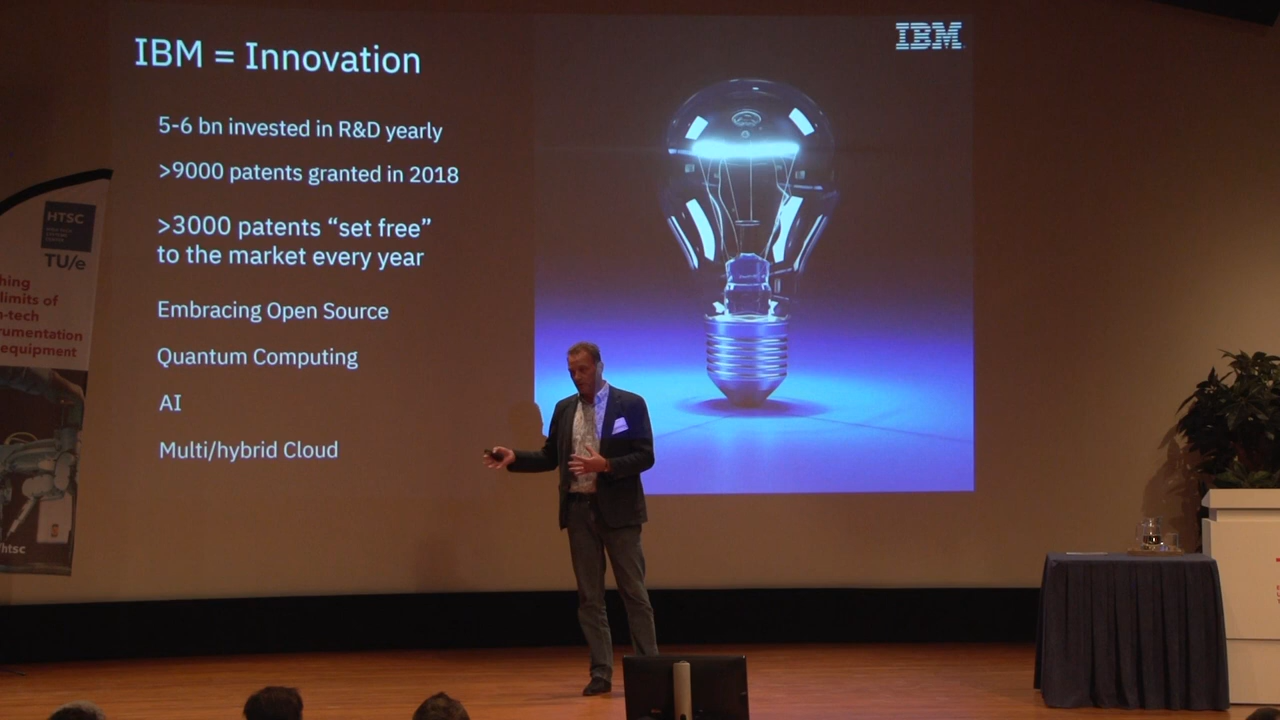 IBM = Innovation
IBM
5-6 bn invested in R&D yearly
>9000 patents granted in 2018
>3000 patents “set free”
to the market every year
Embracing Open Source
Quantum Computing
AI
Multi/hybrid Cloud
HTSC
TU/e
limits of
equipment
htsc